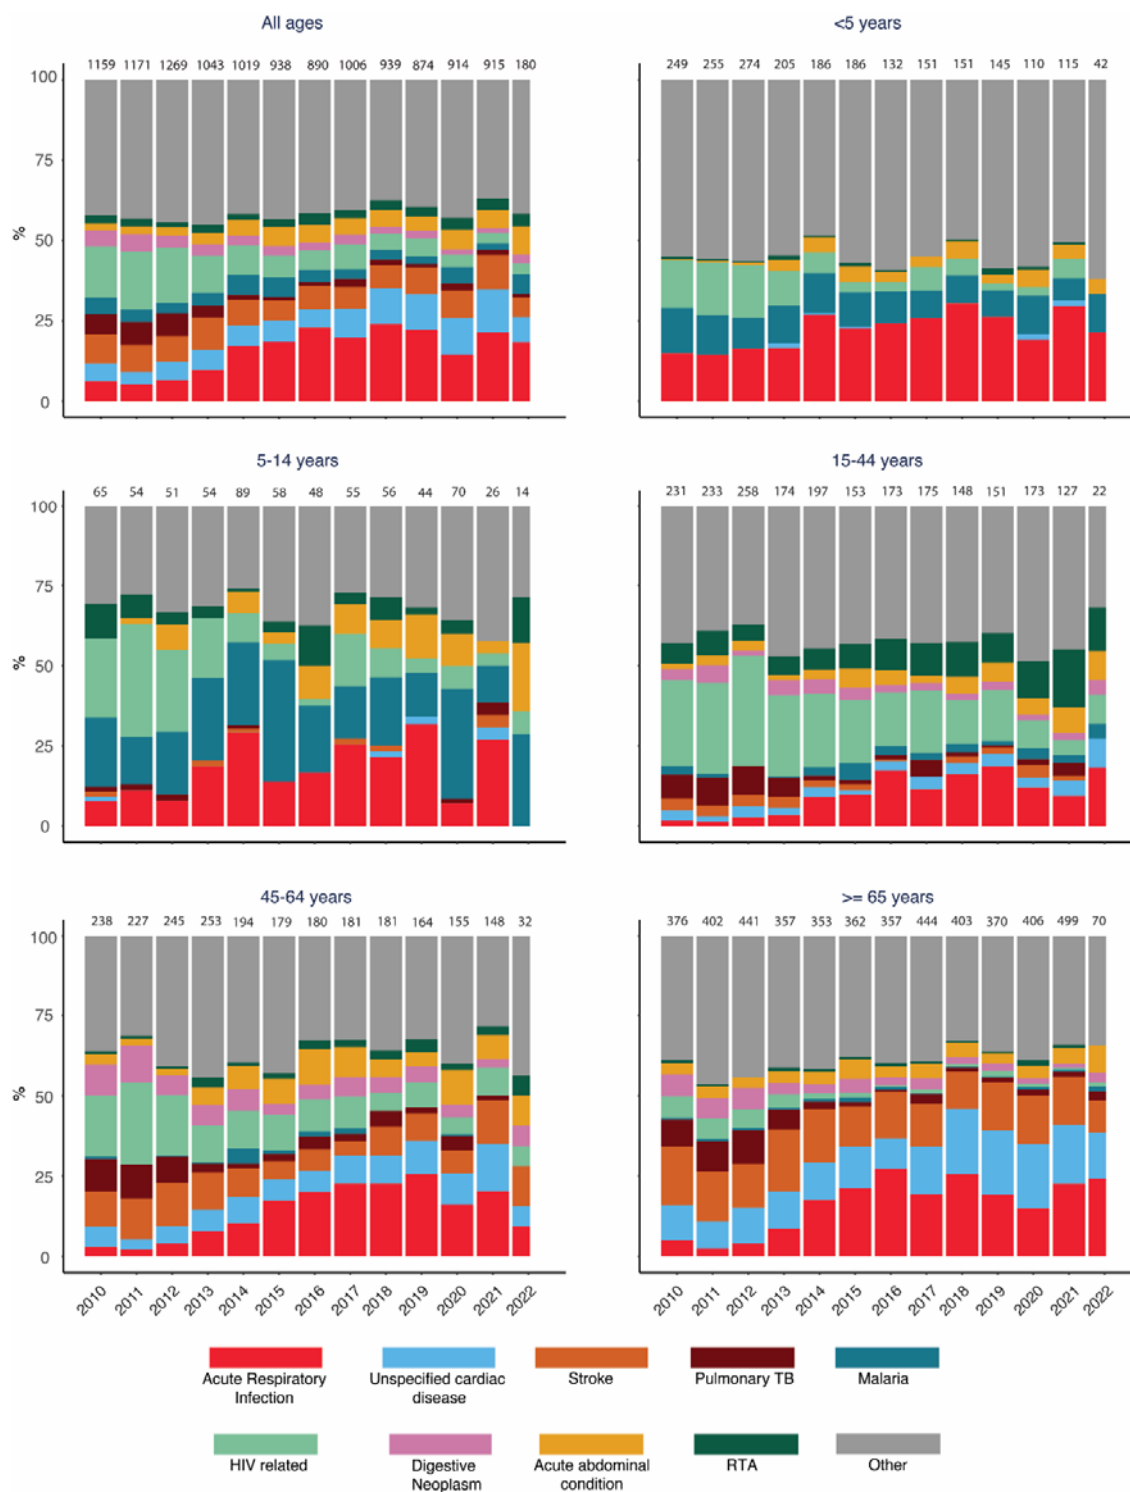 All ages
1159 1171 1269 1043 1019 938 890 1006 939 874 914 915 180
100
75
50
25
0
%
<5 years
249 255 274 205 186 186 132 151 151 145 110 115 42
5-14 years
65 54 51 54 89 58 48 55 56 44 70 26 14
100
75
50
25
0
%
15-44 years
231 233 258 174 197 153 173 175 148 151 173 127 22
45-64 years
238 227 245 253 194 179 180 181 181 164 155 148 32
100
75
50
25
0
%
2010 2011 2012 2013 2014 2015 2016 2017 2018 2019 2020 2021 2022
>= 65 years
376 402 441 357 353 362 357 444 403 370 406 499 70
2010 2011 2012 2013 2014 2015 2016 2017 2018 2019 2020 2021 2022
Acute Respiratory
Infection
Unspecified cardiac
disease
Stroke
Pulmonary TB
Malaria
HIV related
Digestive
Neoplasm
Acute abdominal
condition
RTA
Other